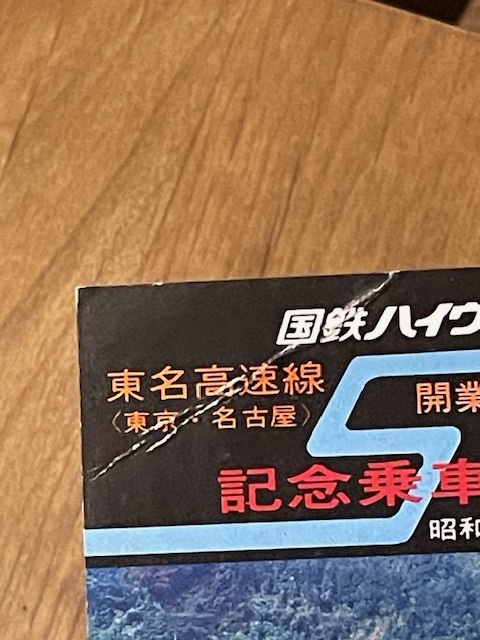 国鉄ハイウ
東名高速線
〈東京・名古屋〉
開業
5
記念乗車
昭和